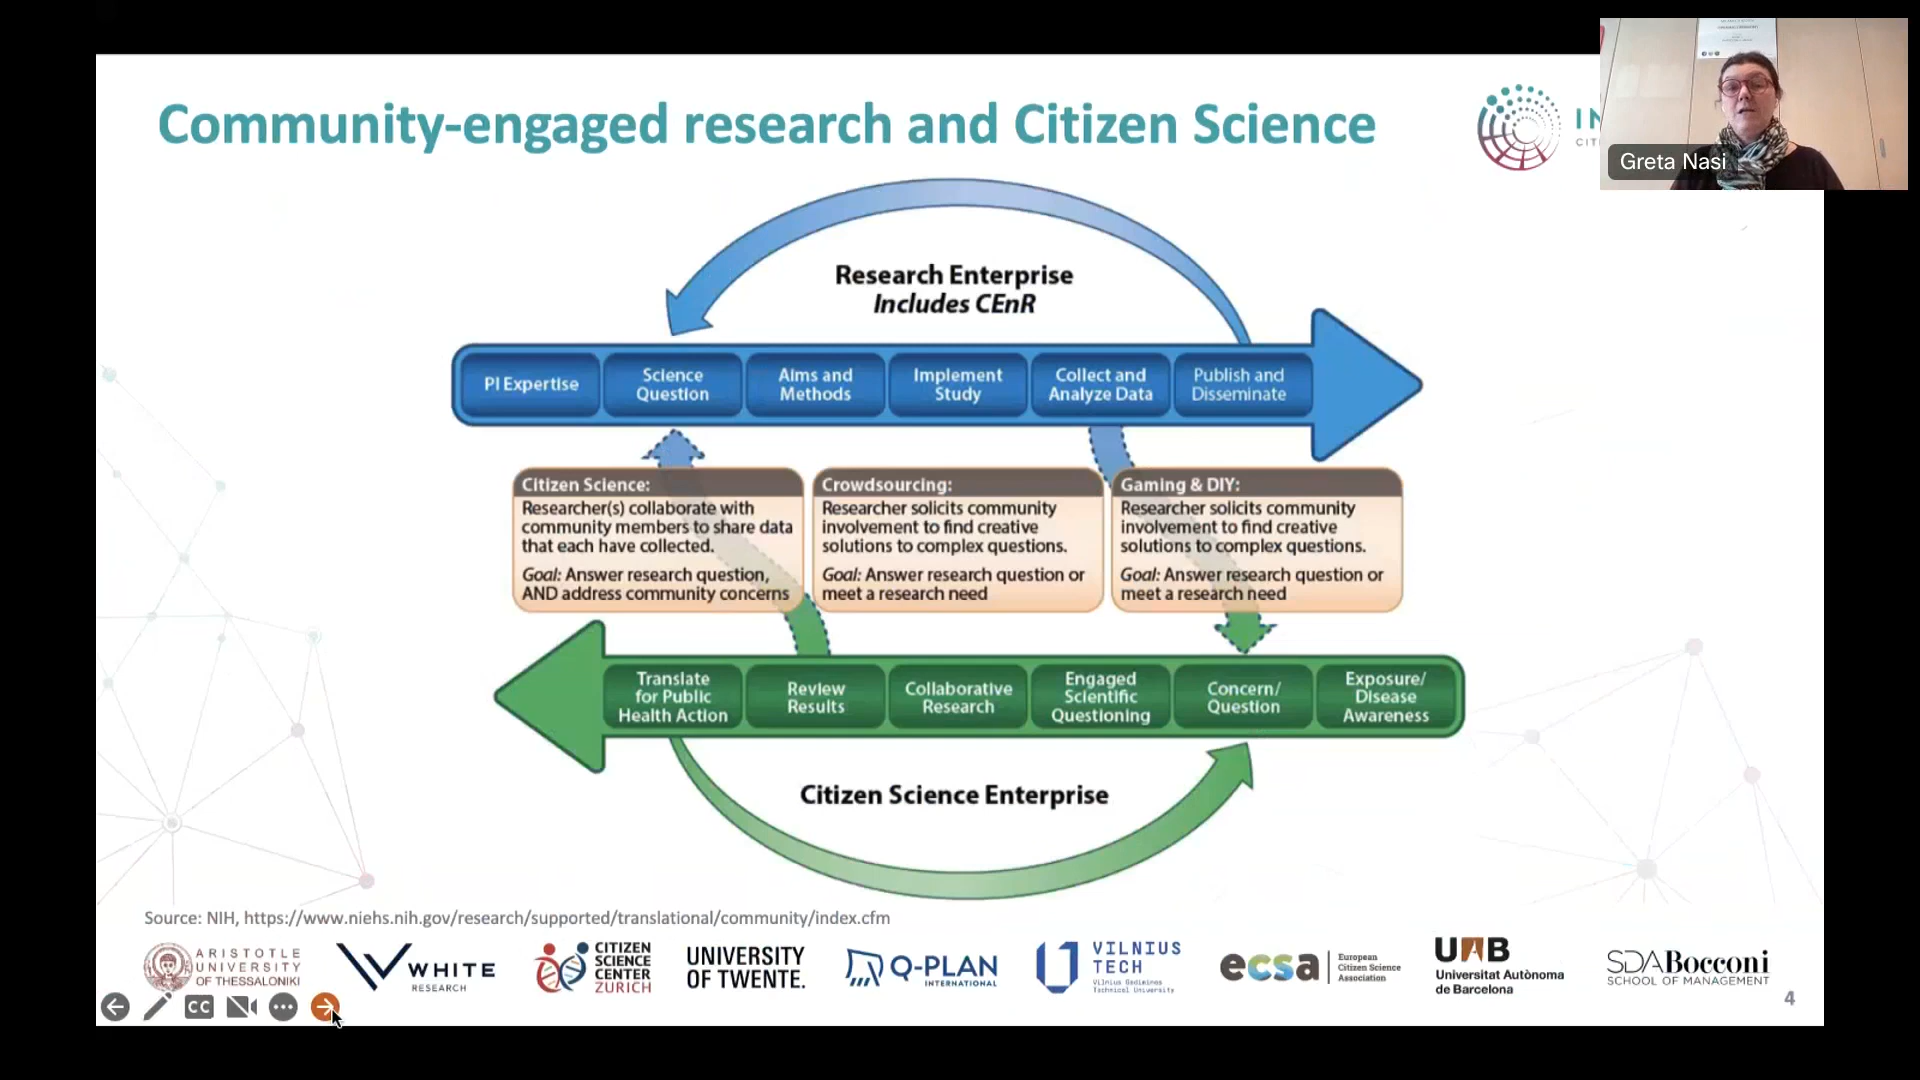 Community-engaged research and Citizen Science
Greta Nasi
Research Enterprise
Includes CEnR
PI Expertise
Science
Question
Aims and
Methods
Implement
Study
Collect and
Analyze Data
Publish and
Disseminate
Citizen Science:
Researcher(s) collaborate with
community members to share data
that each have collected.
Goal: Answer research question,
AND address community concerns
Crowdsourcing:
Researcher solicits community
involvement to find creative
solutions to complex questions.
Goal: Answer research question or
meet a research need
Gaming & DIY:
Researcher solicits community
involvement to find creative
solutions to complex questions.
Goal: Answer research question or
meet a research need
Translate
for Public
Health Action
Review
Results
Collaborative
Research
Engaged
Scientific
Questioning
Concern/
Question
Exposure/
Disease
Awareness
Citizen Science Enterprise
Source: NIH, https://www.niehs.nih.gov/research/supported/translational/community/index.cfm
ARISTOTLE
UNIVERSITY
OF THESSALONIKI
WHITE
RESEARCH
CITIZEN
SCIENCE
CENTER
ZURICH
UNIVERSITY
OF TWENTE.
Q-PLAN
INTERNATIONAL
VILNIUS
TECH
Vilnius Gediminas
Technical University
ecsa
European
Citizen Science
Association
UAB
Universitat Autònoma
de Barcelona
SDA Bocconi
SCHOOL OF MANAGEMENT
CC
4